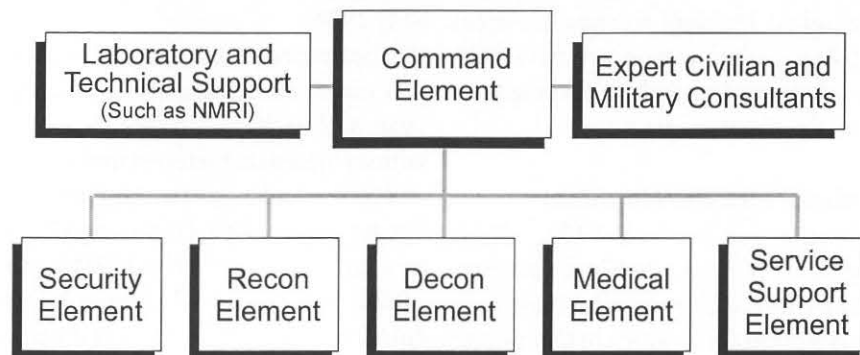 Laboratory and
Technical Support
(Such as NMRI)
Command
Element
Expert Civilian and
Military Consultants
Security
Element
Recon
Element
Decon
Element
Medical
Element
Service
Support
Element